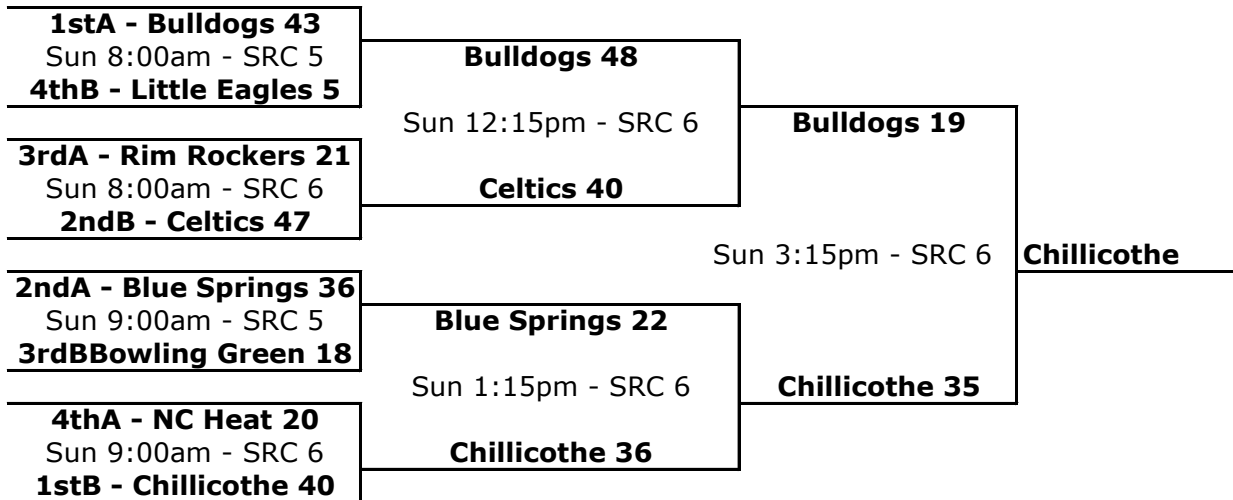 1stA - Bulldogs 43
Sun 8:00am - SRC 5
4thB - Little Eagles 5
3rdA - Rim Rockers 21
Sun 8:00am - SRC 6
2ndB - Celtics 47
2ndA - Blue Springs 36
Sun 9:00am - SRC 5
3rdBBowling Green 18
4thA - NC Heat 20
Sun 9:00am - SRC 6
1stB - Chillicothe 40
Bulldogs 48
Sun 12:15pm - SRC 6
Celtics 40
Blue Springs 22
Sun 1:15pm - SRC 6
Chillicothe 36
Bulldogs 19
Sun 3:15pm - SRC 6
Chillicothe 35
Chillicothe